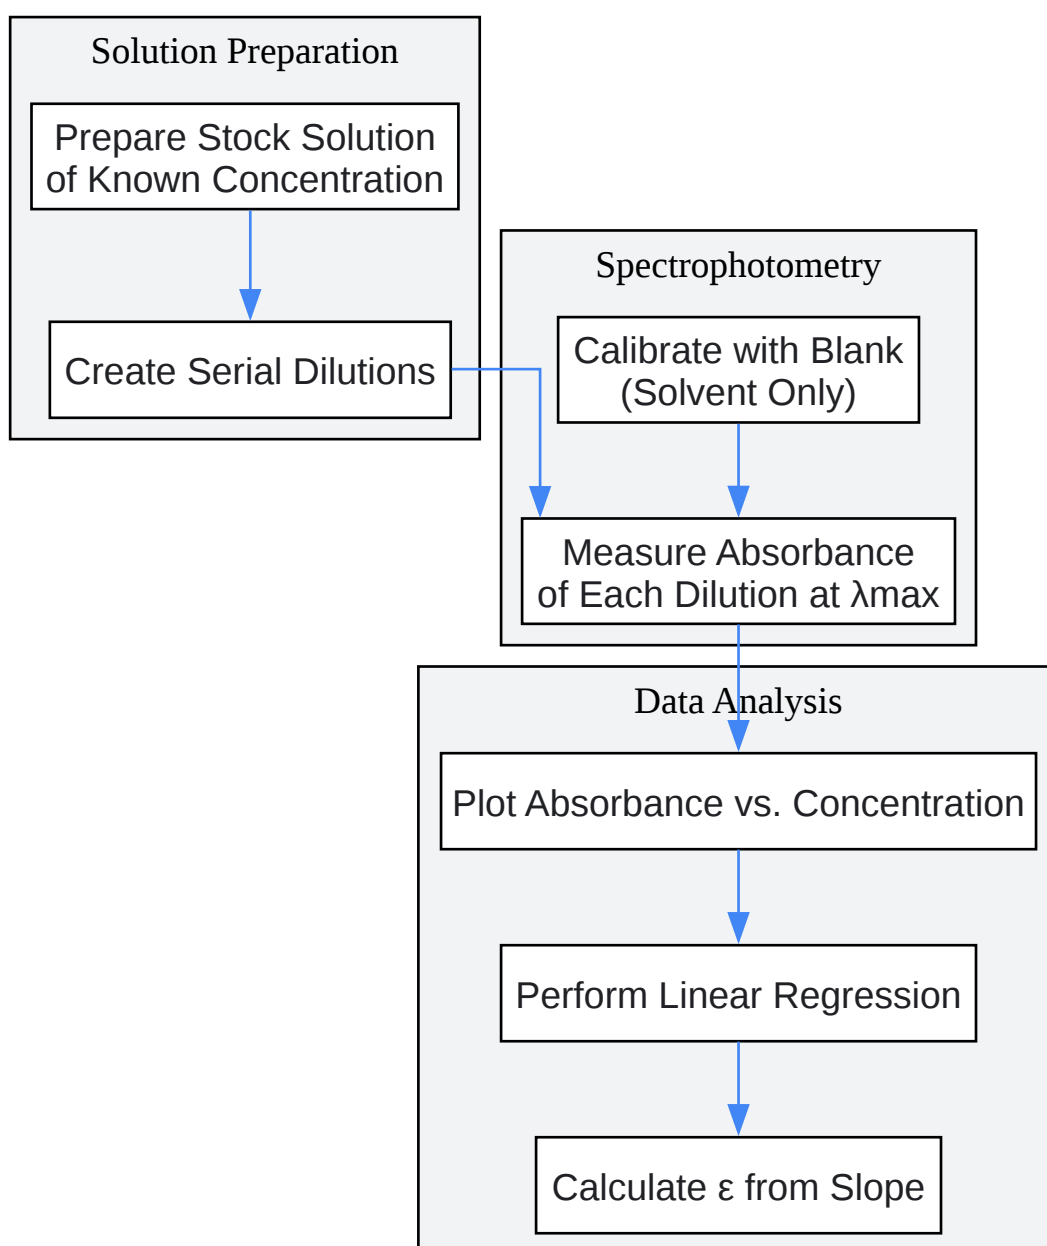 Solution Preparation
Prepare Stock Solution
of Known Concentration
Create Serial Dilutions
Spectrophotometry
Calibrate with Blank
(Solvent Only)
Measure Absorbance
of Each Dilution at λmax
Data Analysis
Plot Absorbance vs. Concentration
Perform Linear Regression
Calculate ε from Slope